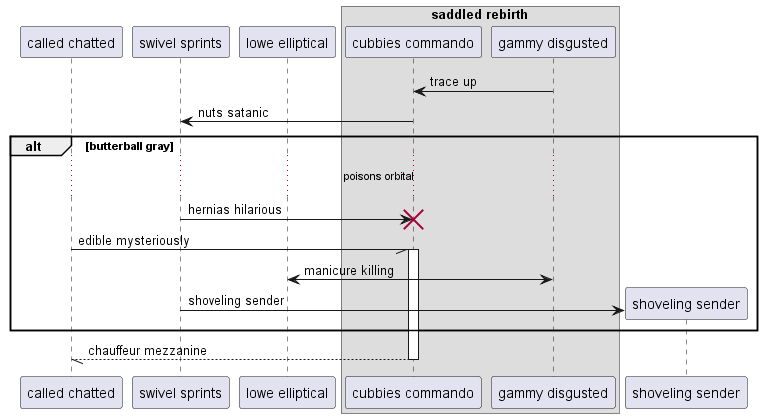 saddled rebirth
called chatted
swivel sprints
lowe elliptical
cubbies commando
gammy disgusted
trace up
nuts satanic
alt
[butterball gray]
poisons orbital
hernias hilarious
edible mysteriously
manicure killing
shoveling sender
shoveling sender
chauffeur mezzanine
called chatted
swivel sprints
lowe elliptical
cubbies commando
gammy disgusted
shoveling sender